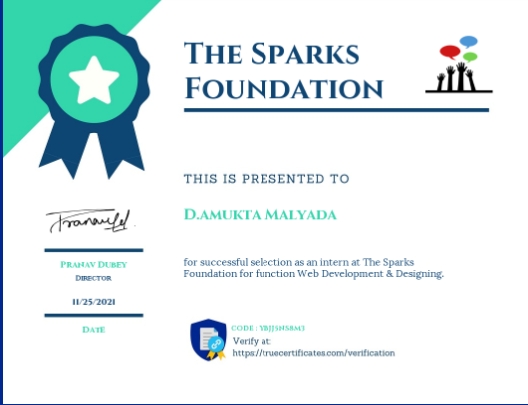 THE SPARKS
FOUNDATION
THIS IS PRESENTED TO
D.AMUKTA MALYADA
for successful selection as an intern at The Sparks
Foundation for function Web Development & Designing.
PRANAV DUBEY
DIRECTOR
11/25/2021
DATE
CODE :
Verify at:
https://truecertificates.com/verification